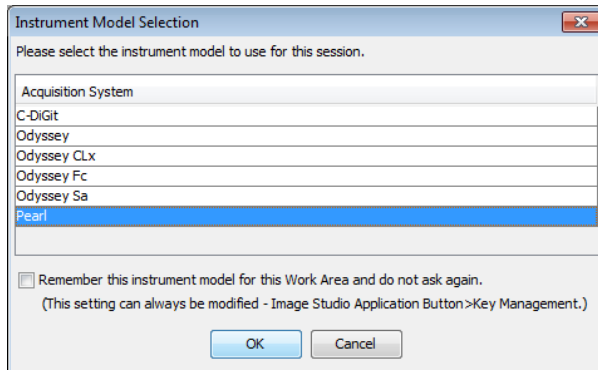 Instrument Model Selection
Please select the instrument model to use for this session.
Acquisition System
C-DiGit
Odyssey
Odyssey CLx
Odyssey Fc
Odyssey Sa
Pearl
Remember this instrument model for this Work Area and do not ask again.
(This setting can always be modified - Image Studio Application Button>Key Management.)
OK Cancel